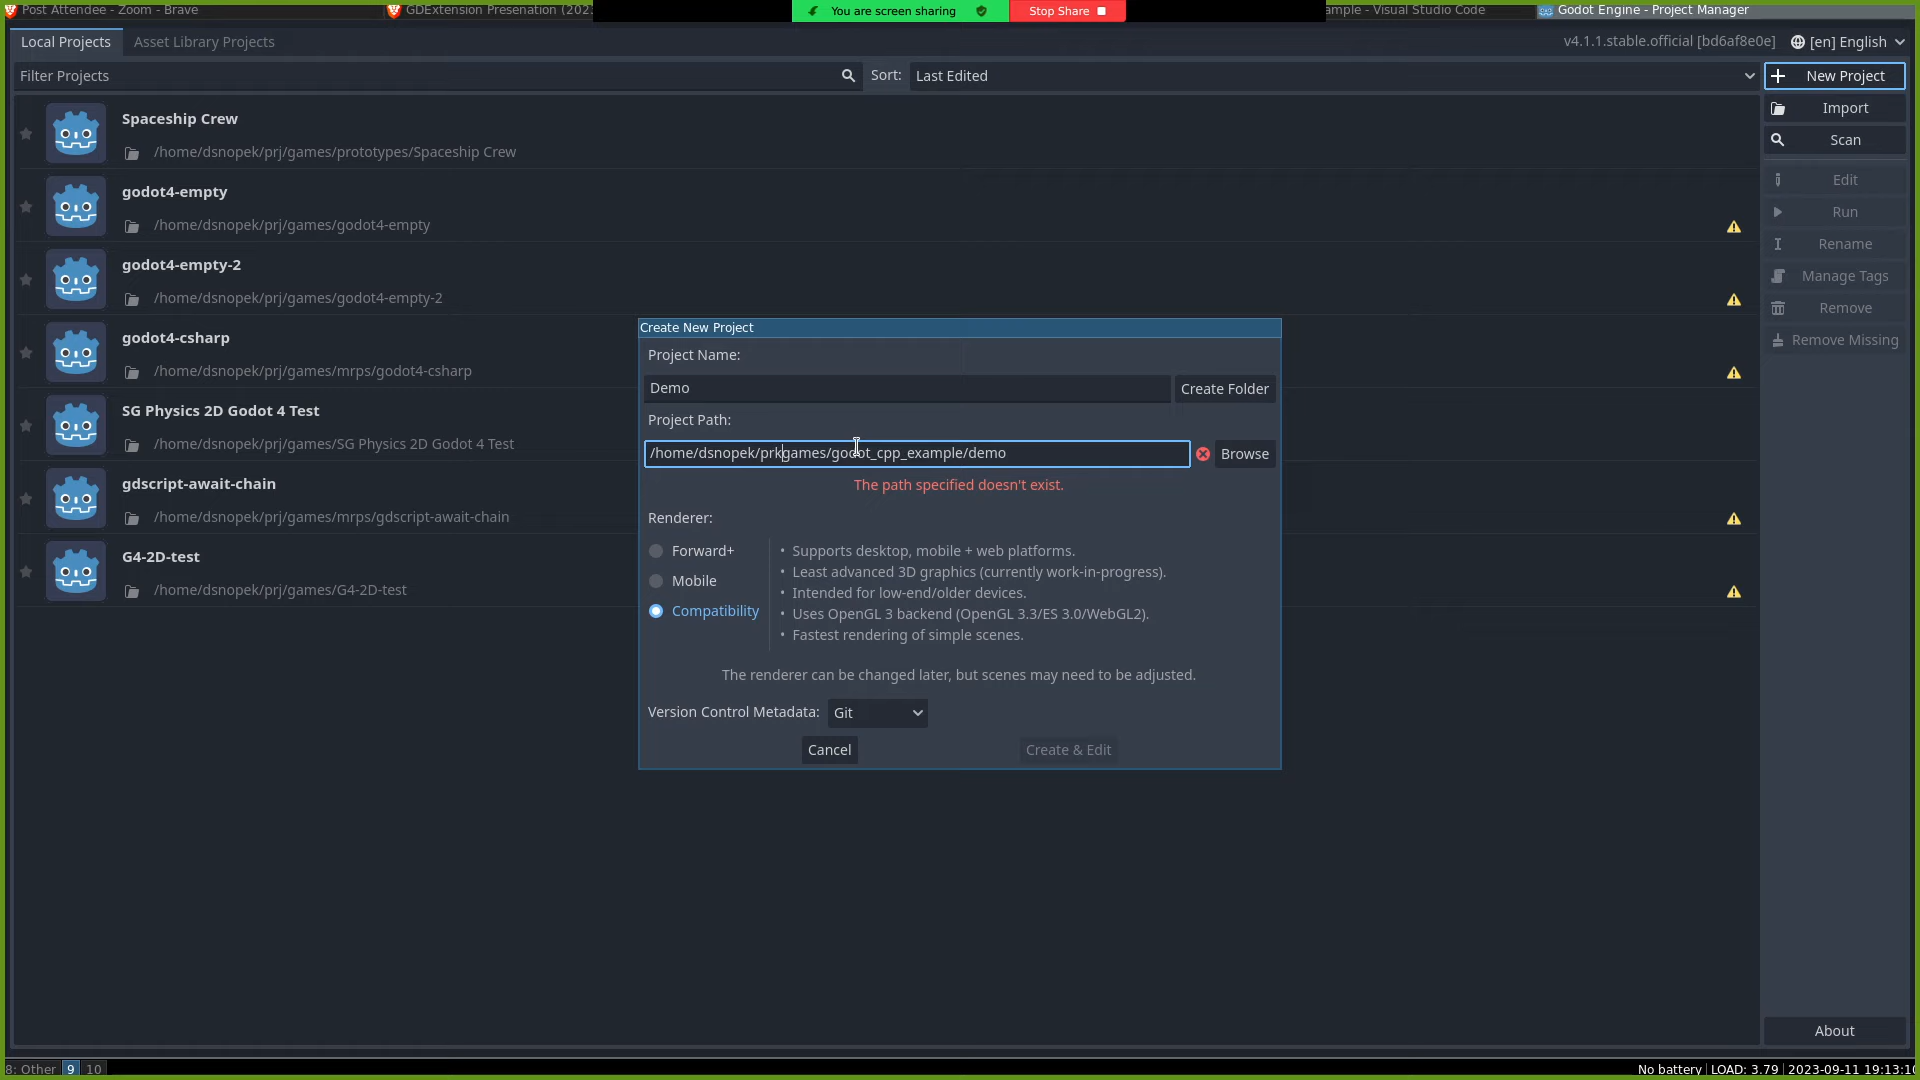 Post Attendee - Zoom - Brave
GDExtension Presenation (202
You are screen sharing
Stop Share
ample - Visual Studio Code
Godot Engine - Project Manager
Local Projects
Asset Library Projects
v4.1.1.stable.official [bd6af8e0e]
[en] English
Filter Projects
Sort:
Last Edited
New Project
Import
Scan
Edit
Run
Rename
Manage Tags
Remove
Remove Missing
Spaceship Crew
/home/dsnopek/prj/games/prototypes/Spaceship Crew
godot4-empty
/home/dsnopek/prj/games/godot4-empty
godot4-empty-2
/home/dsnopek/prj/games/godot4-empty-2
godot4-csharp
/home/dsnopek/prj/games/mrps/godot4-csharp
SG Physics 2D Godot 4 Test
/home/dsnopek/prj/games/SG Physics 2D Godot 4 Test
gdscript-await-chain
/home/dsnopek/prj/games/mrps/gdscript-await-chain
G4-2D-test
/home/dsnopek/prj/games/G4-2D-test
Create New Project
Project Name:
Demo
Create Folder
Project Path:
/home/dsnopek/prkgames/godot_cpp_example/demo
Browse
The path specified doesn't exist.
Renderer:
Forward+
Mobile
Compatibility
• Supports desktop, mobile + web platforms.
• Least advanced 3D graphics (currently work-in-progress).
• Intended for low-end/older devices.
• Uses OpenGL 3 backend (OpenGL 3.3/ES 3.0/WebGL2).
• Fastest rendering of simple scenes.
The renderer can be changed later, but scenes may need to be adjusted.
Version Control Metadata:
Git
Cancel
Create & Edit
About
8: Other
9
10
No battery | LOAD: 3.79 | 2023-09-11 19:13:10